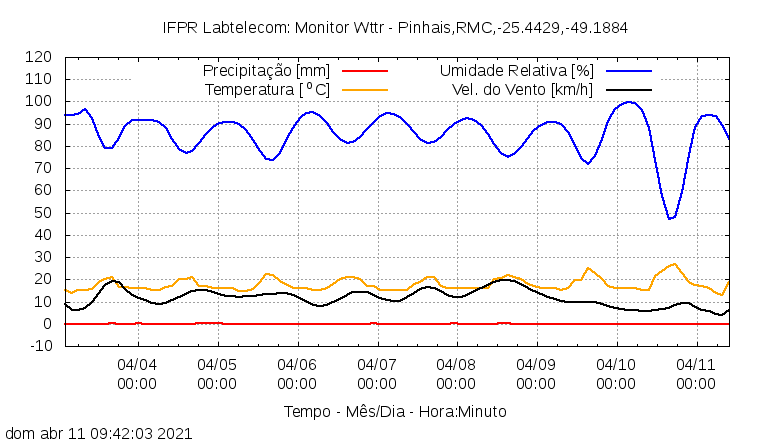 IFPR Labtelecom: Monitor Wttr - Pinhais,RMC,-25.4429,-49.1884
120
110
100
90
80
70
60
50
40
30
20
10
0
-10
Precipitação [mm]
Temperatura [⁰C]
Umidade Relativa [%]
Vel. do Vento [km/h]
04/04 04/05 04/06 04/07 04/08 04/09 04/10 04/11
00:00 00:00 00:00 00:00 00:00 00:00 00:00 00:00
Tempo - Mês/Dia - Hora:Minuto
dom abr 11 09:42:03 2021